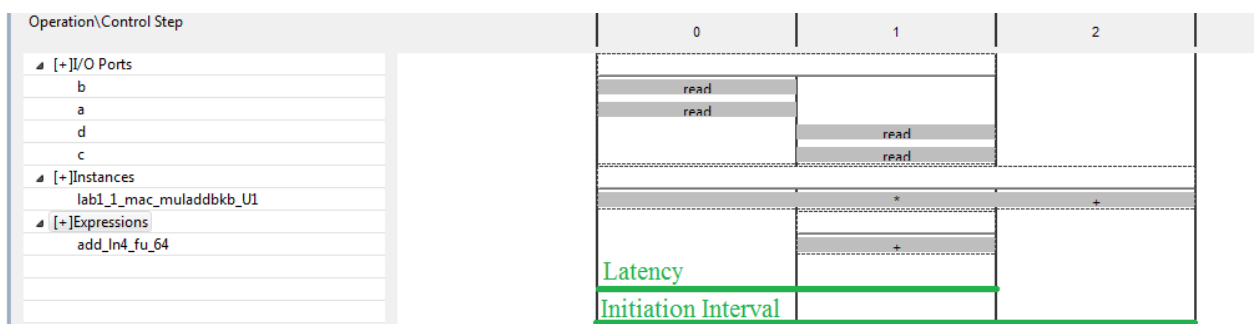 Operation\Control Step
0 1 2
[+]I/O Ports
b read
a read
d read
c read
[+]Instances
lab1_1_mac_muladdbkb_U1 * +
[+]Expressions
add_ln4_fu_64 +
Latency
Initiation Interval